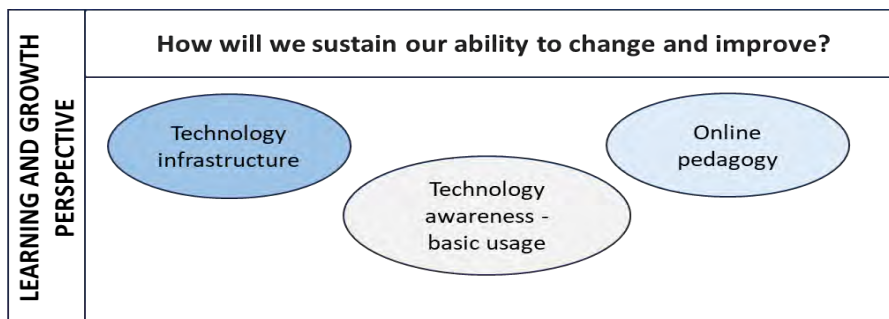 LEARNING AND GROWTH
PERSPECTIVE
How will we sustain our ability to change and improve?
Technology
infrastructure
Technology
awareness -
basic usage
Online
pedagogy